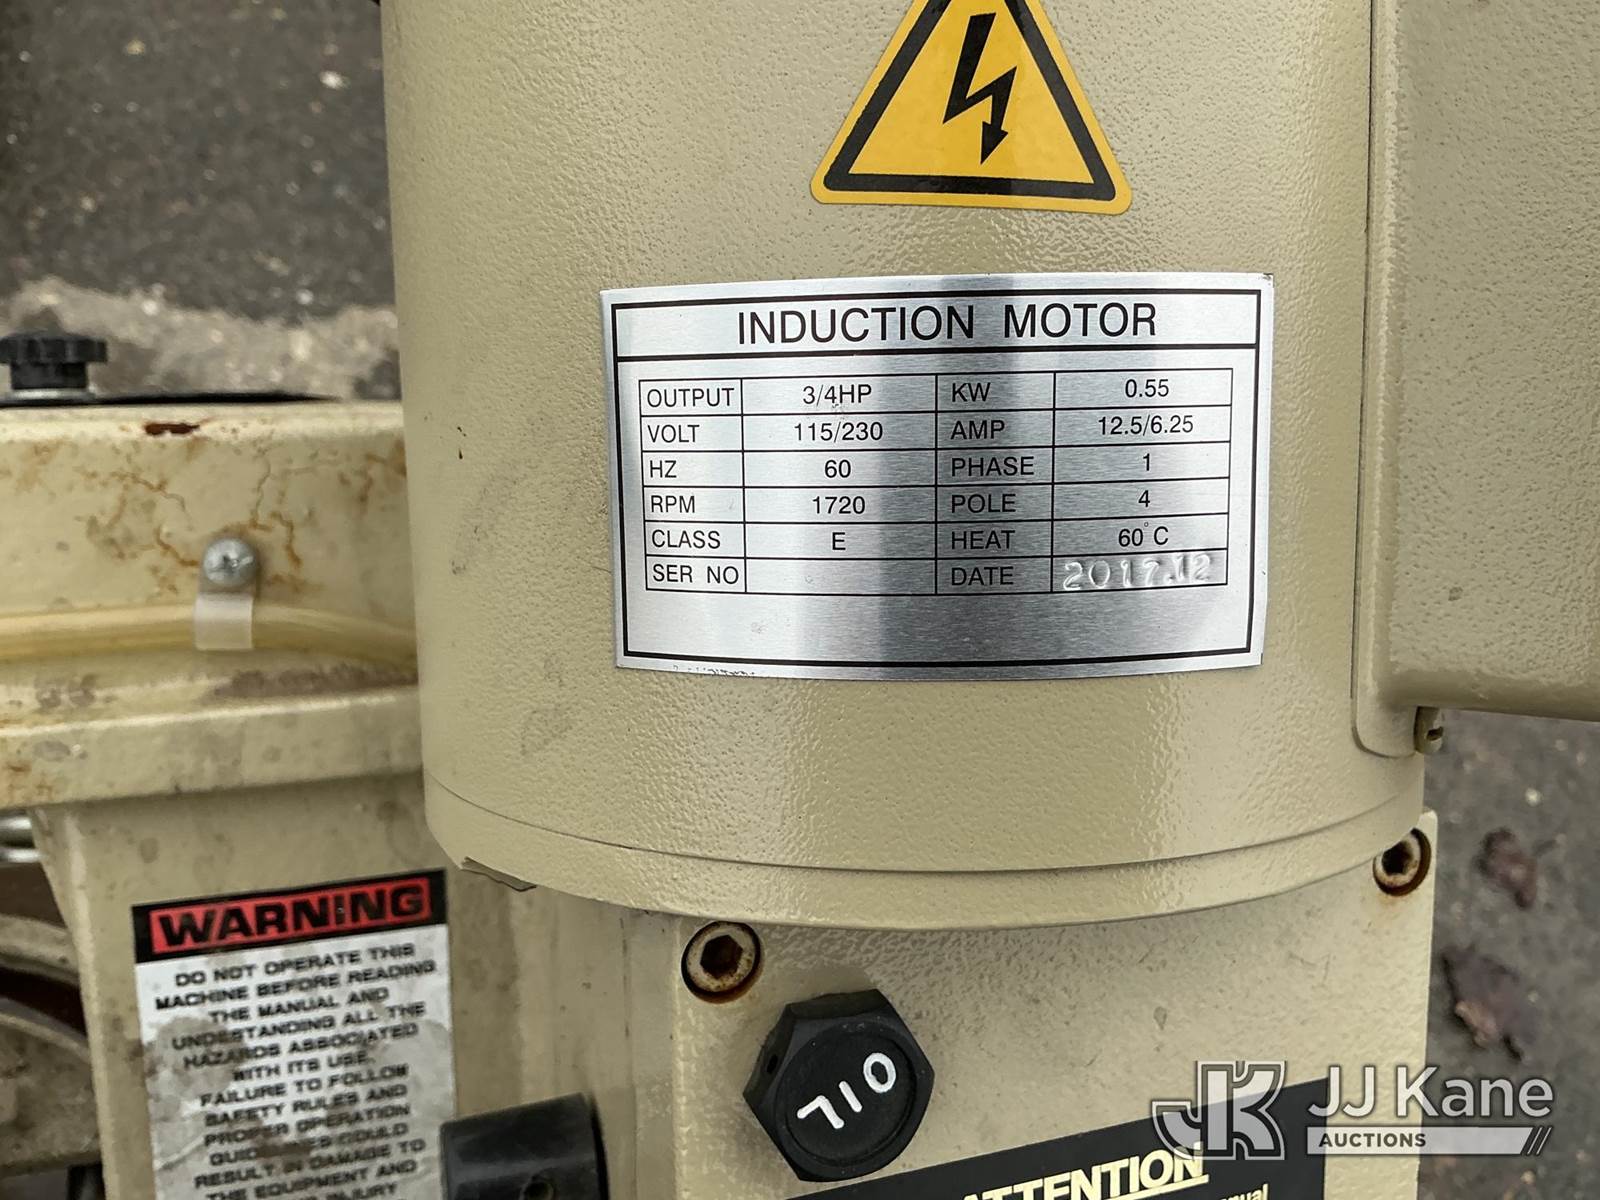 INDUCTION MOTOR
OUTPUT 3/4HP KW 0.55
VOLT 115/230 AMP 12.5/6.25
HZ 60 PHASE 1
RPM 1720 POLE 4
CLASS E HEAT 60°C
SER NO DATE 2017.12
WARNING
DO NOT OPERATE THIS
MACHINE BEFORE READING
THE MANUAL AND
UNDERSTANDING ALL THE
HAZARDS ASSOCIATED
WITH ITS USE.
FAILURE TO FOLLOW
SAFETY RULES AND
PROPER OPERATION
COULD
RESULT IN DAMAGE TO
THE EQUIPMENT AND
INJURY
OIL
ATTENTION
JK
JJ Kane
AUCTIONS